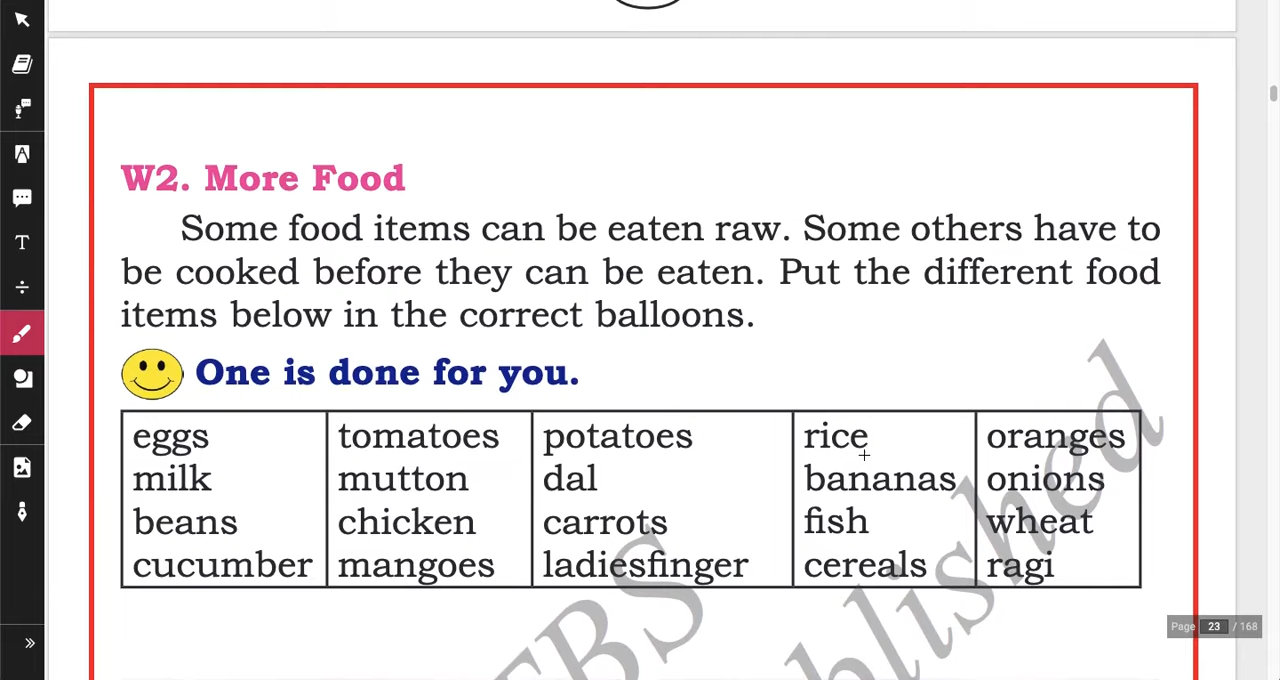 W2. More Food
Some food items can be eaten raw. Some others have to
be cooked before they can be eaten. Put the different food
items below in the correct balloons.
One is done for you.
eggs tomatoes potatoes rice oranges
milk mutton dal bananas onions
beans chicken carrots fish wheat
cucumber mangoes ladiesfinger cereals ragi
TBS
published
Page 23 / 168